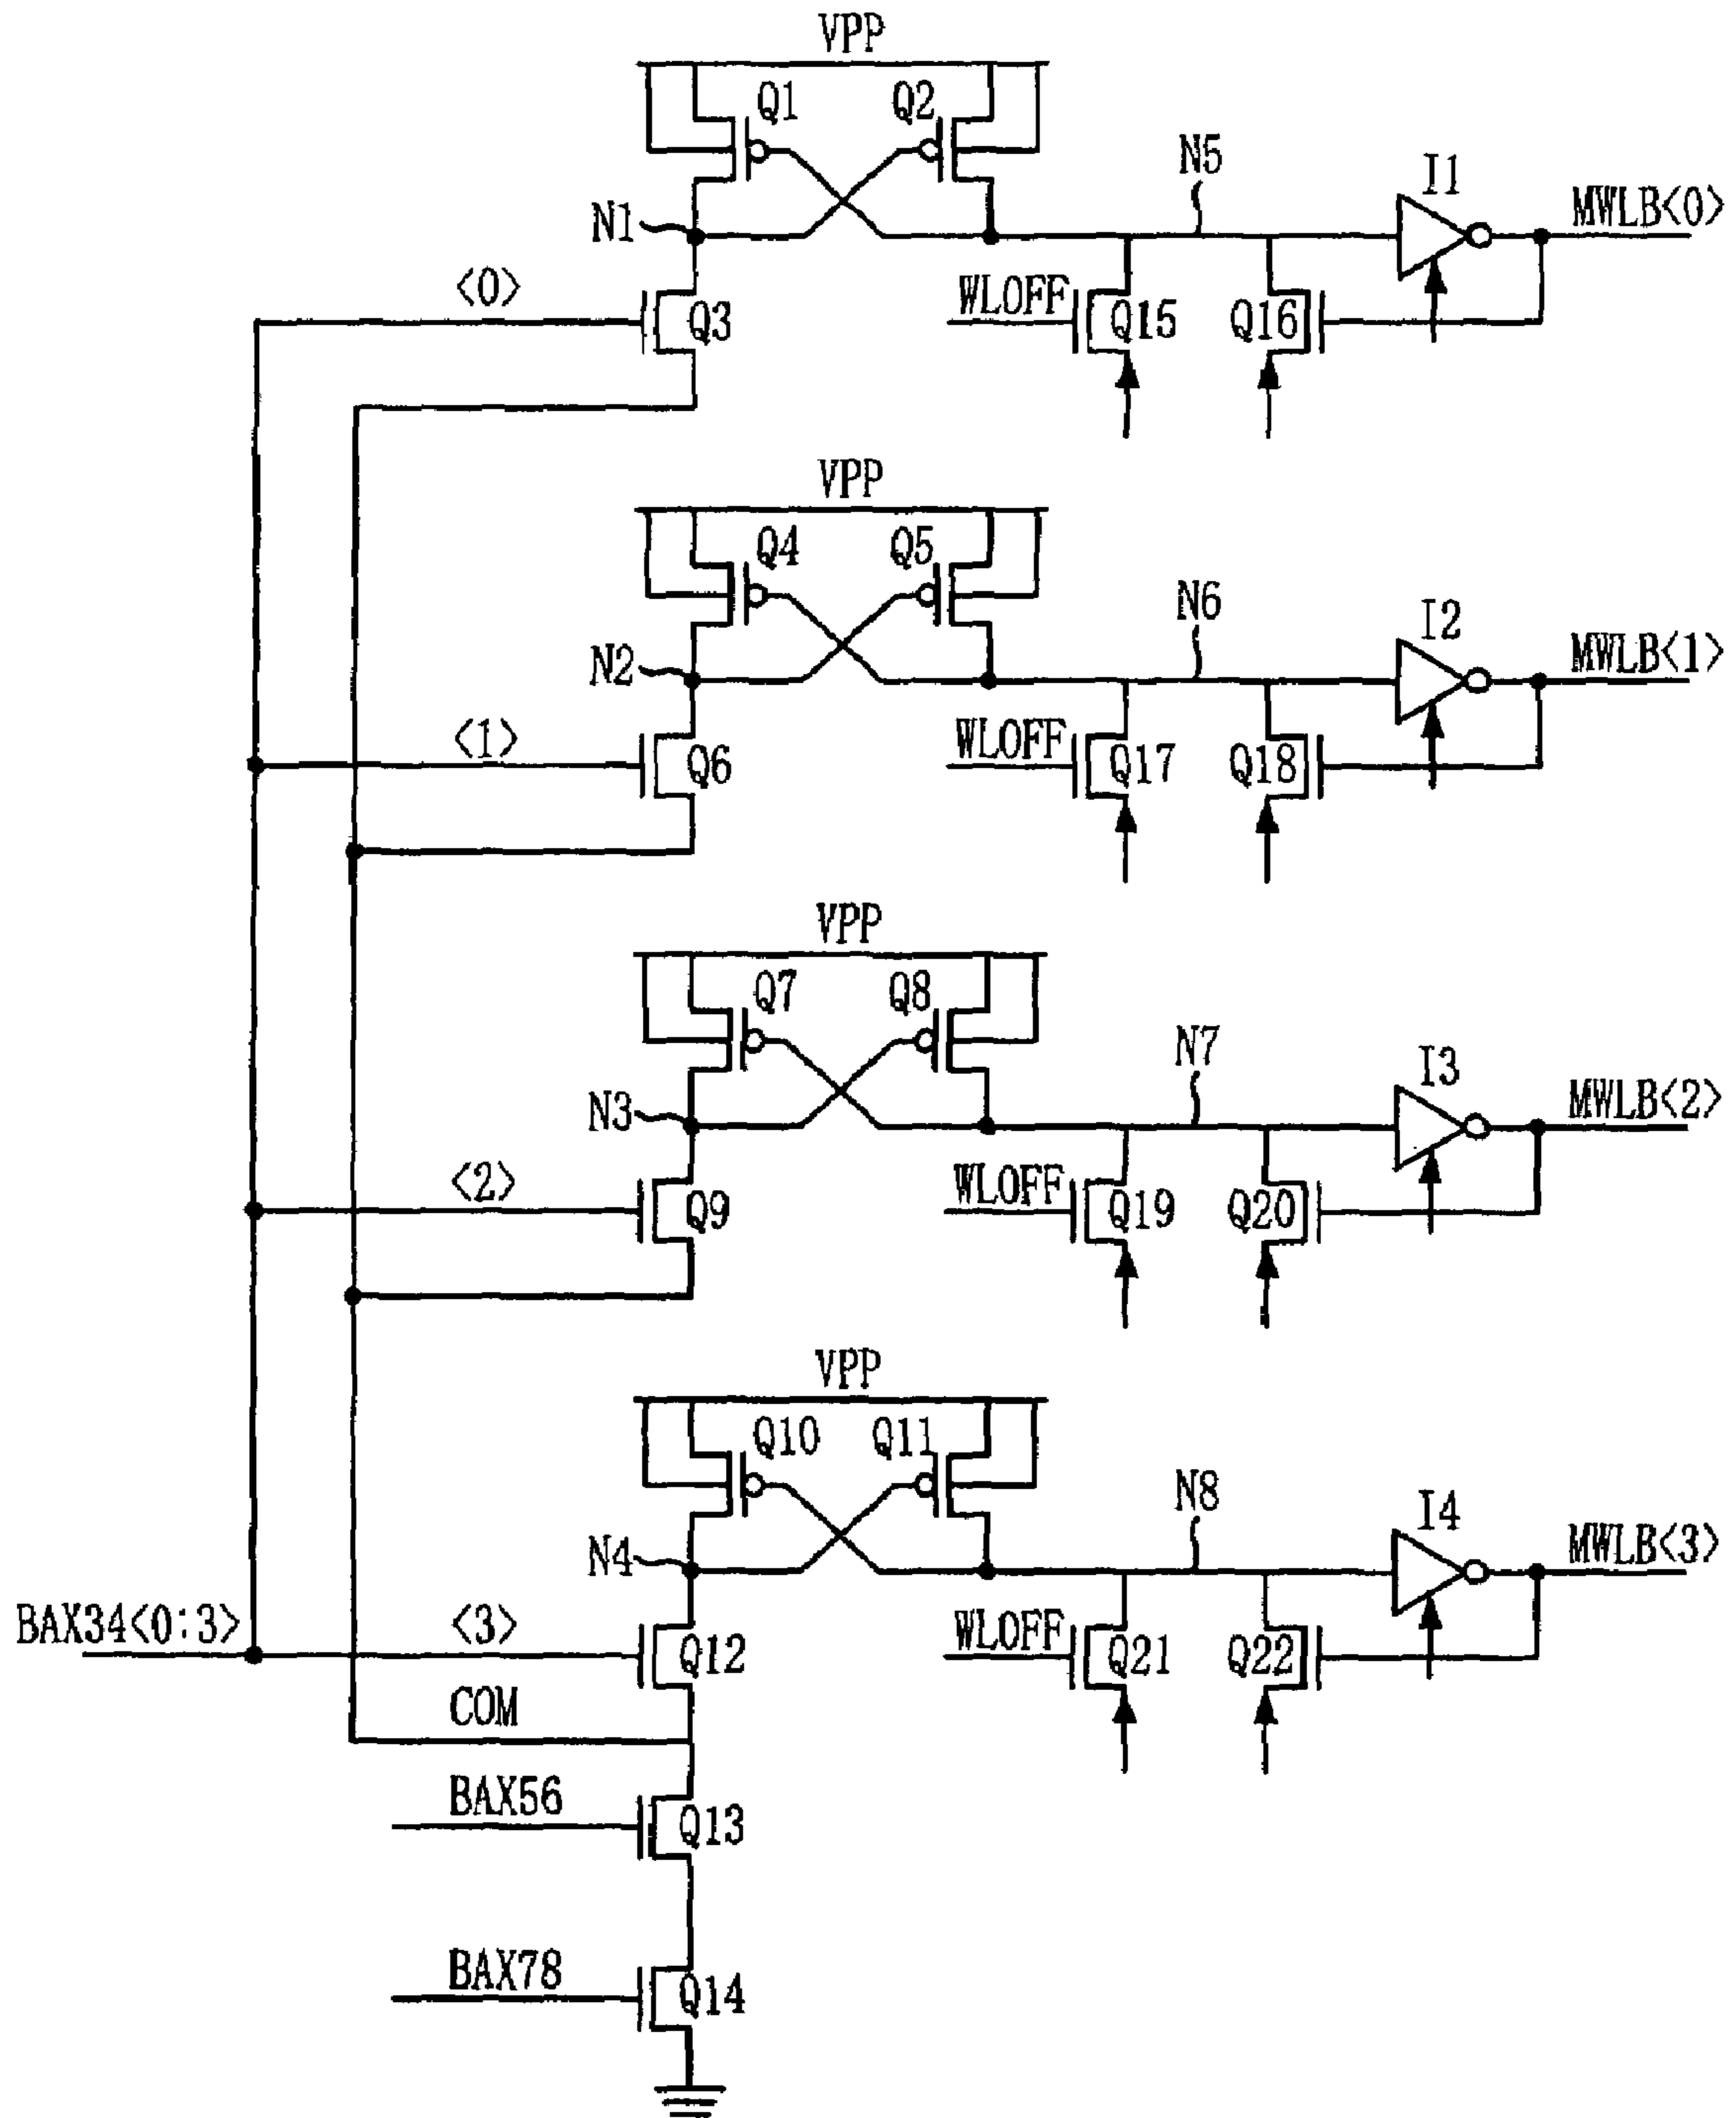 VPP
Q1 Q2
N5
I1
MWLB<0>
N1
<0>
Q3
WLOFF
Q15
Q16
VPP
Q4 Q5
N6
I2
MWLB<1>
N2
<1>
Q6
WLOFF
Q17
Q18
VPP
Q7 Q8
N7
I3
MWLB<2>
N3
<2>
Q9
WLOFF
Q19
Q20
VPP
Q10 Q11
N8
I4
MWLB<3>
N4
BAX34<0:3>
<3>
Q12
WLOFF
Q21
Q22
COM
BAX56
Q13
BAX78
Q14